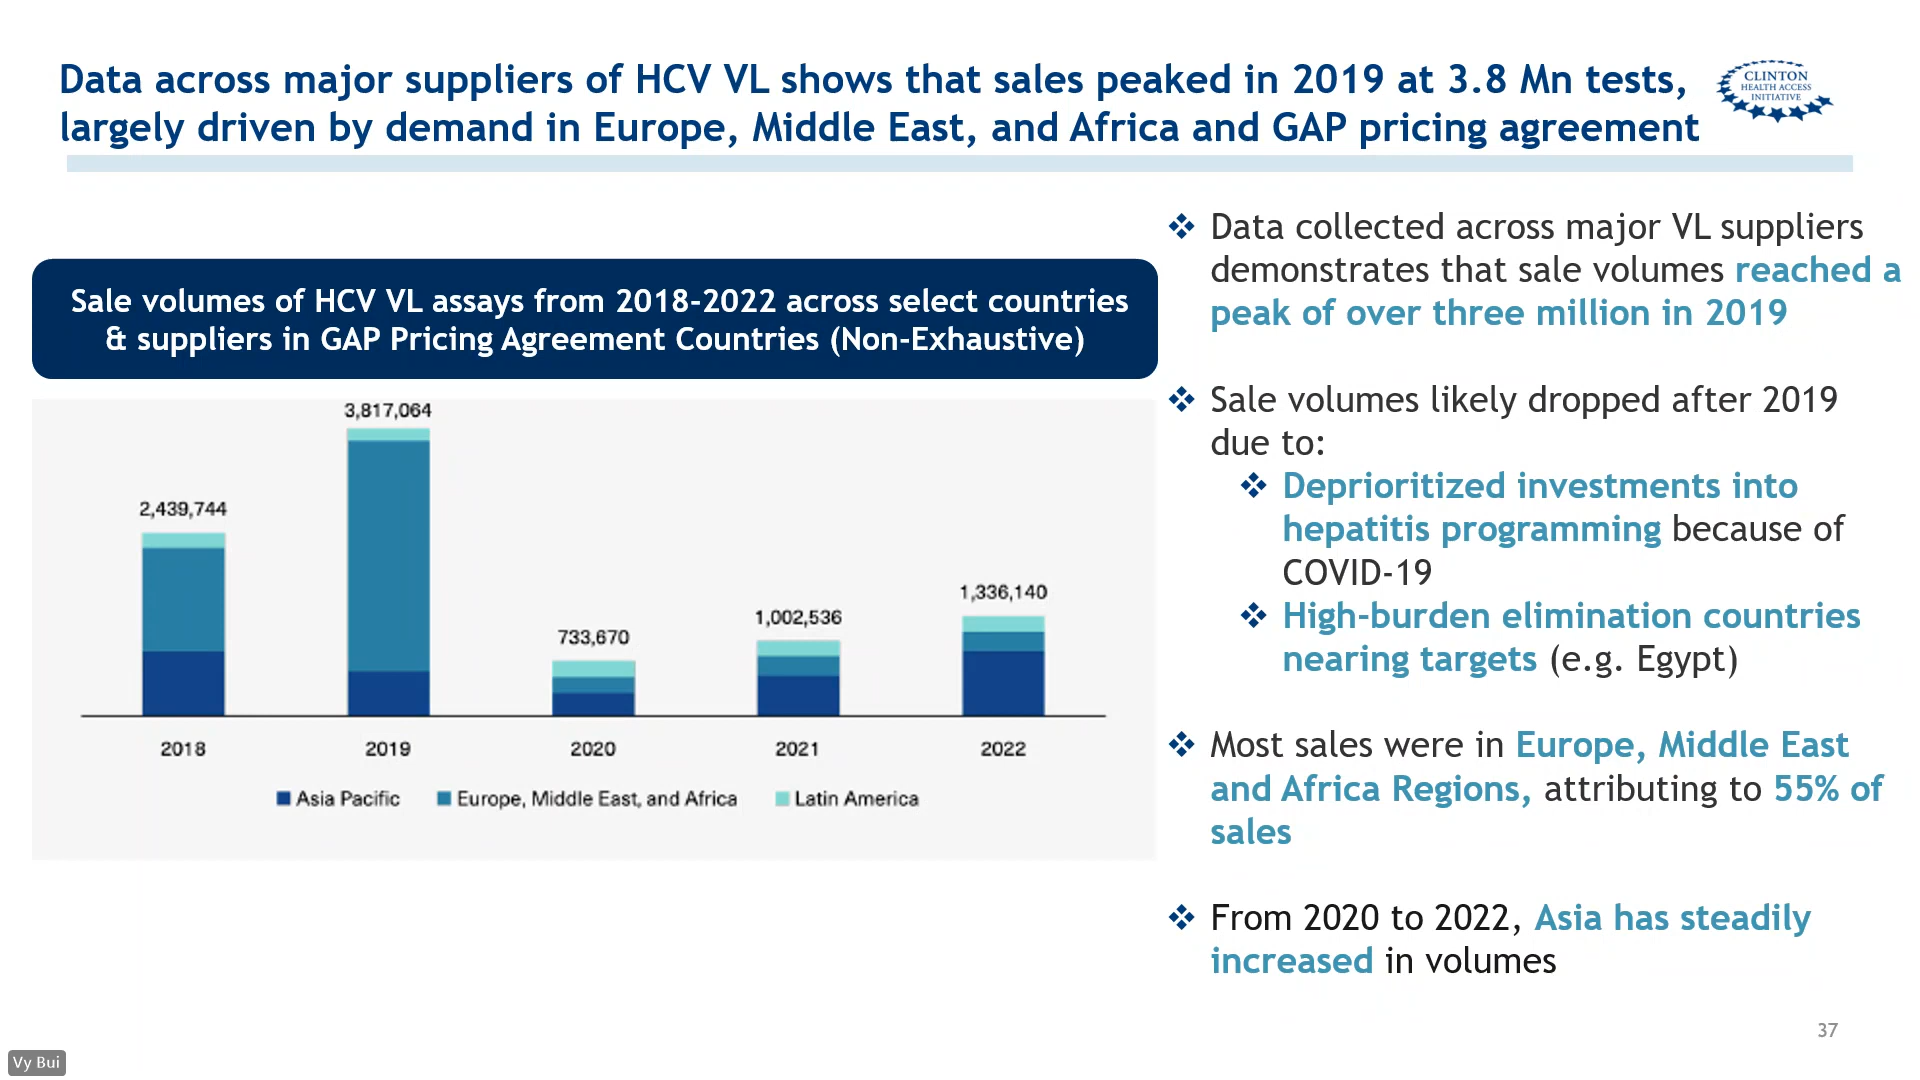 Data across major suppliers of HCV VL shows that sales peaked in 2019 at 3.8 Mn tests,
largely driven by demand in Europe, Middle East, and Africa and GAP pricing agreement
CLINTON
HEALTH ACCESS
INITIATIVE
Sale volumes of HCV VL assays from 2018-2022 across select countries
& suppliers in GAP Pricing Agreement Countries (Non-Exhaustive)
3,817,064
2,439,744
1,336,140
1,002,536
733,670
2018 2019 2020 2021 2022
Asia Pacific Europe, Middle East, and Africa Latin America
❖ Data collected across major VL suppliers
demonstrates that sale volumes reached a
peak of over three million in 2019
❖ Sale volumes likely dropped after 2019
due to:
❖ Deprioritized investments into
hepatitis programming because of
COVID-19
❖ High-burden elimination countries
nearing targets (e.g. Egypt)
❖ Most sales were in Europe, Middle East
and Africa Regions, attributing to 55% of
sales
❖ From 2020 to 2022, Asia has steadily
increased in volumes
37
Vy Bui